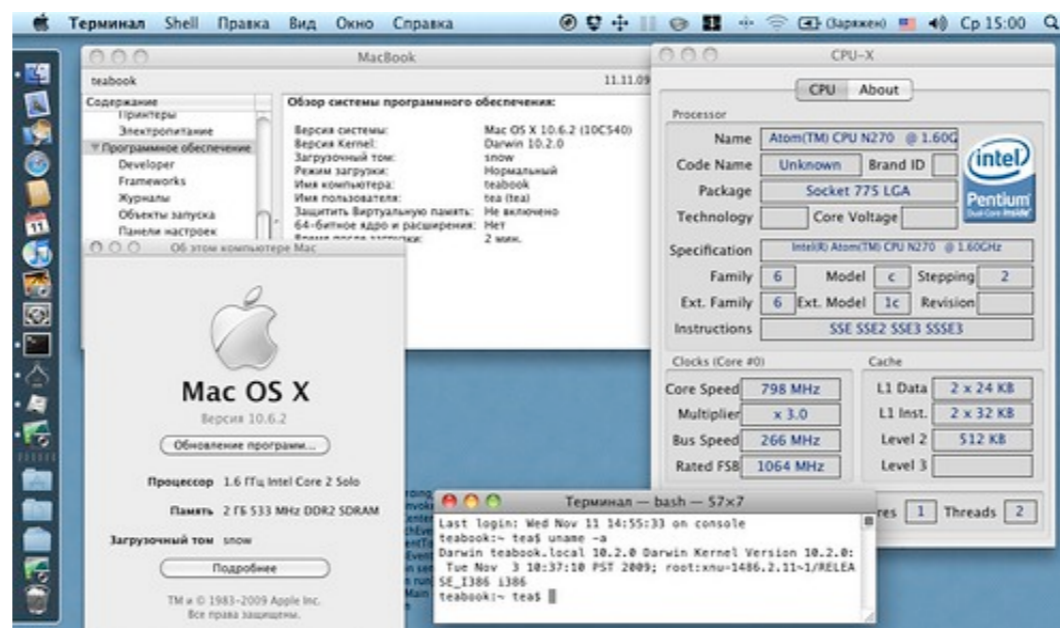 Терминал Shell Правка Вид Окно Справка (Заряжен) Ср 15:00
MacBook
teabook 11.11.09
Содержание
Принтеры
Электропитание
Программное обеспечение
Developer
Frameworks
Журналы
Объекты запуска
Панели настроек
Обзор системы программного обеспечения:
Версия системы: Mac OS X 10.6.2 (10C540)
Версия Kernel: Darwin 10.2.0
Загрузочный том: snow
Режим загрузки: Нормальный
Имя компьютера: teabook
Имя пользователя: tea (tea)
Защитить Виртуальную память: Не включено
64-битное ядро и расширения: Нет
Время после загрузки: 2 мин.
11
Об этом компьютере Mac
Mac OS X
Версия 10.6.2
Обновление программ...
Процессор 1.6 ГГц Intel Core 2 Solo
Память 2 ГБ 533 MHz DDR2 SDRAM
Загрузочный том snow
Подробнее
TM и © 1983–2009 Apple Inc.
Все права защищены.
CPU-X
CPU About
Processor
Name Atom(TM) CPU N270 @ 1.60G
Code Name Unknown Brand ID
Package Socket 775 LGA
Technology Core Voltage
intel
Pentium
Dual-Core Inside
Specification Intel(R) Atom(TM) CPU N270 @ 1.60GHz
Family 6 Model c Stepping 2
Ext. Family 6 Ext. Model 1c Revision
Instructions SSE SSE2 SSE3 SSSE3
Clocks (Core #0)
Core Speed 798 MHz
Multiplier x 3.0
Bus Speed 266 MHz
Rated FSB 1064 MHz
Cache
L1 Data 2 x 24 KB
L1 Inst. 2 x 32 KB
Level 2 512 KB
Level 3
1 Threads 2
Терминал — bash — 57×7
Last login: Wed Nov 11 14:55:33 on console
teabook:~ tea$ uname -a
Darwin teabook.local 10.2.0 Darwin Kernel Version 10.2.0:
Tue Nov 3 10:37:10 PST 2009; root:xnu-1486.2.11~1/RELEA
SE_I386 i386
teabook:~ tea$